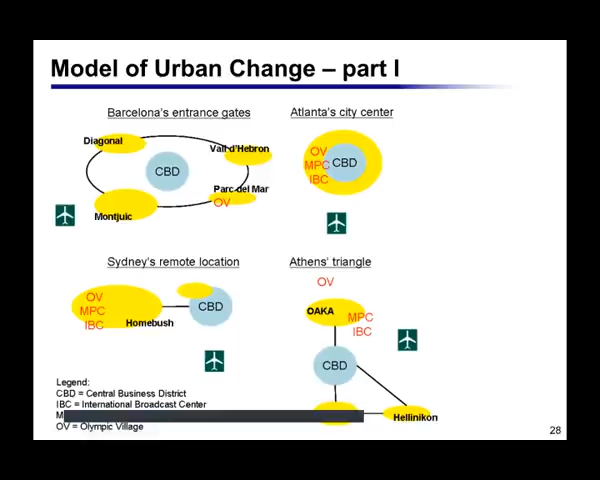 Model of Urban Change – part I
Barcelona's entrance gates
Diagonal
Vall d'Hebron
CBD
Parc del Mar
OV
Montjuic
Atlanta's city center
OV
MPC
CBD
IBC
Sydney's remote location
OV
MPC
IBC
Homebush
CBD
Athens' triangle
OV
OAKA
MPC
IBC
CBD
Hellinikon
Legend:
CBD = Central Business District
IBC = International Broadcast Center
OV = Olympic Village
28